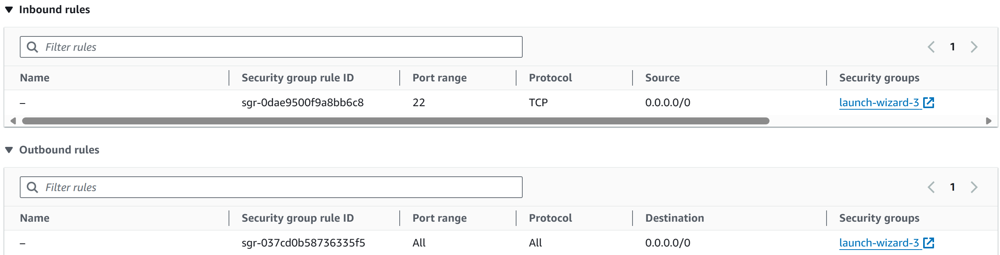 Inbound rules
Filter rules
1
Name Security group rule ID Port range Protocol Source Security groups
– sgr-0dae9500f9a8bb6c8 22 TCP 0.0.0.0/0 launch-wizard-3
Outbound rules
Filter rules
1
Name Security group rule ID Port range Protocol Destination Security groups
– sgr-037cd0b58736335f5 All All 0.0.0.0/0 launch-wizard-3